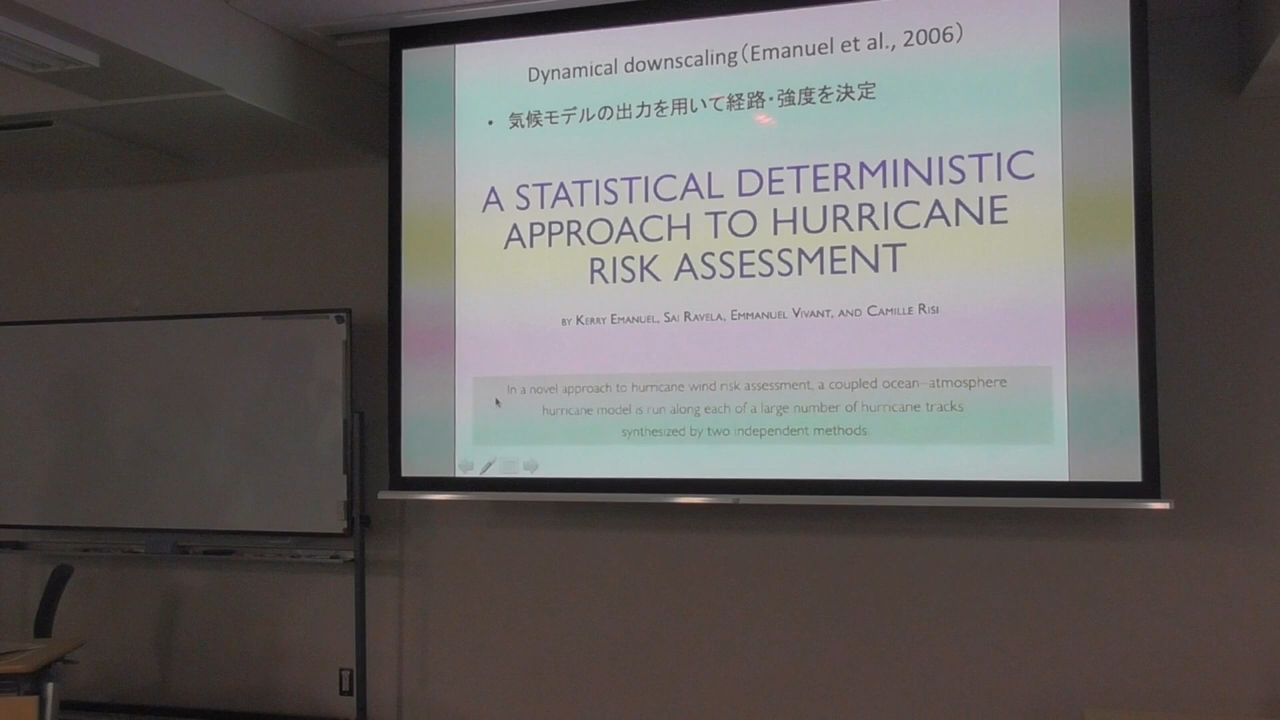 Dynamical downscaling（Emanuel et al., 2006）
• 気候モデルの出力を用いて経路・強度を決定
A STATISTICAL DETERMINISTIC
APPROACH TO HURRICANE
RISK ASSESSMENT
BY KERRY EMANUEL, SAI RAVELA, EMMANUEL VIVANT, AND CAMILLE RISI
In a novel approach to hurricane wind risk assessment, a coupled ocean–atmosphere
hurricane model is run along each of a large number of hurricane tracks
synthesized by two independent methods.